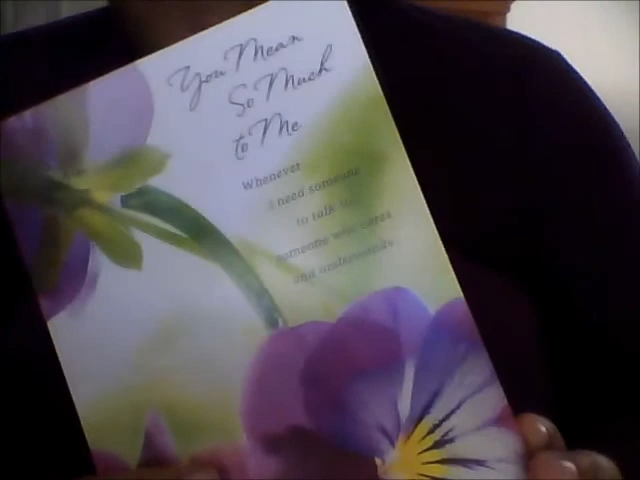 You Mean
So Much
to Me
Whenever
I need someone
to talk to
someone who cares
and understands